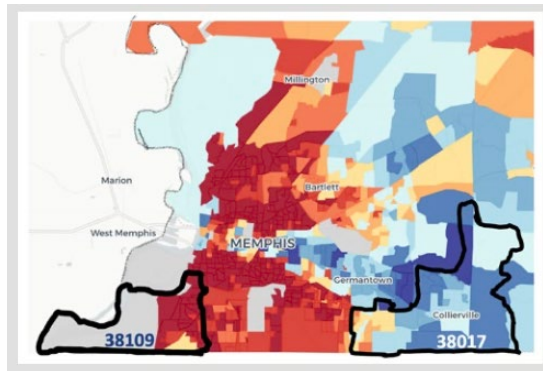 Millington
Marion
Bartlett
West Memphis
MEMPHIS
Germantown
Collierville
38109
38017